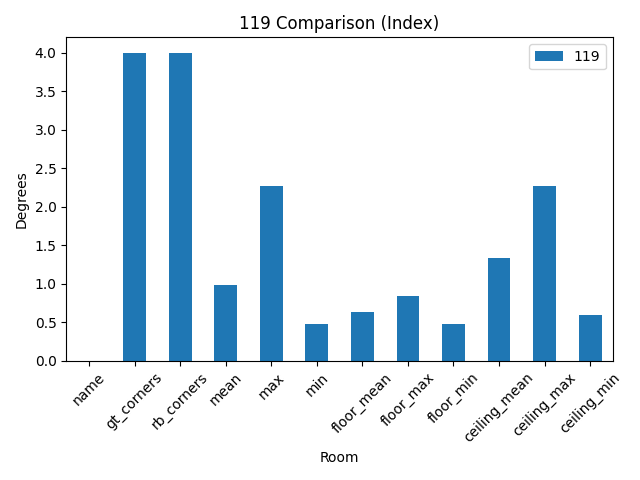 119 Comparison (Index)
119
Degrees
4.0
3.5
3.0
2.5
2.0
1.5
1.0
0.5
0.0
name
gt_corners
rb_corners
mean
max
min
floor_mean
floor_max
floor_min
ceiling_mean
ceiling_max
ceiling_min
Room